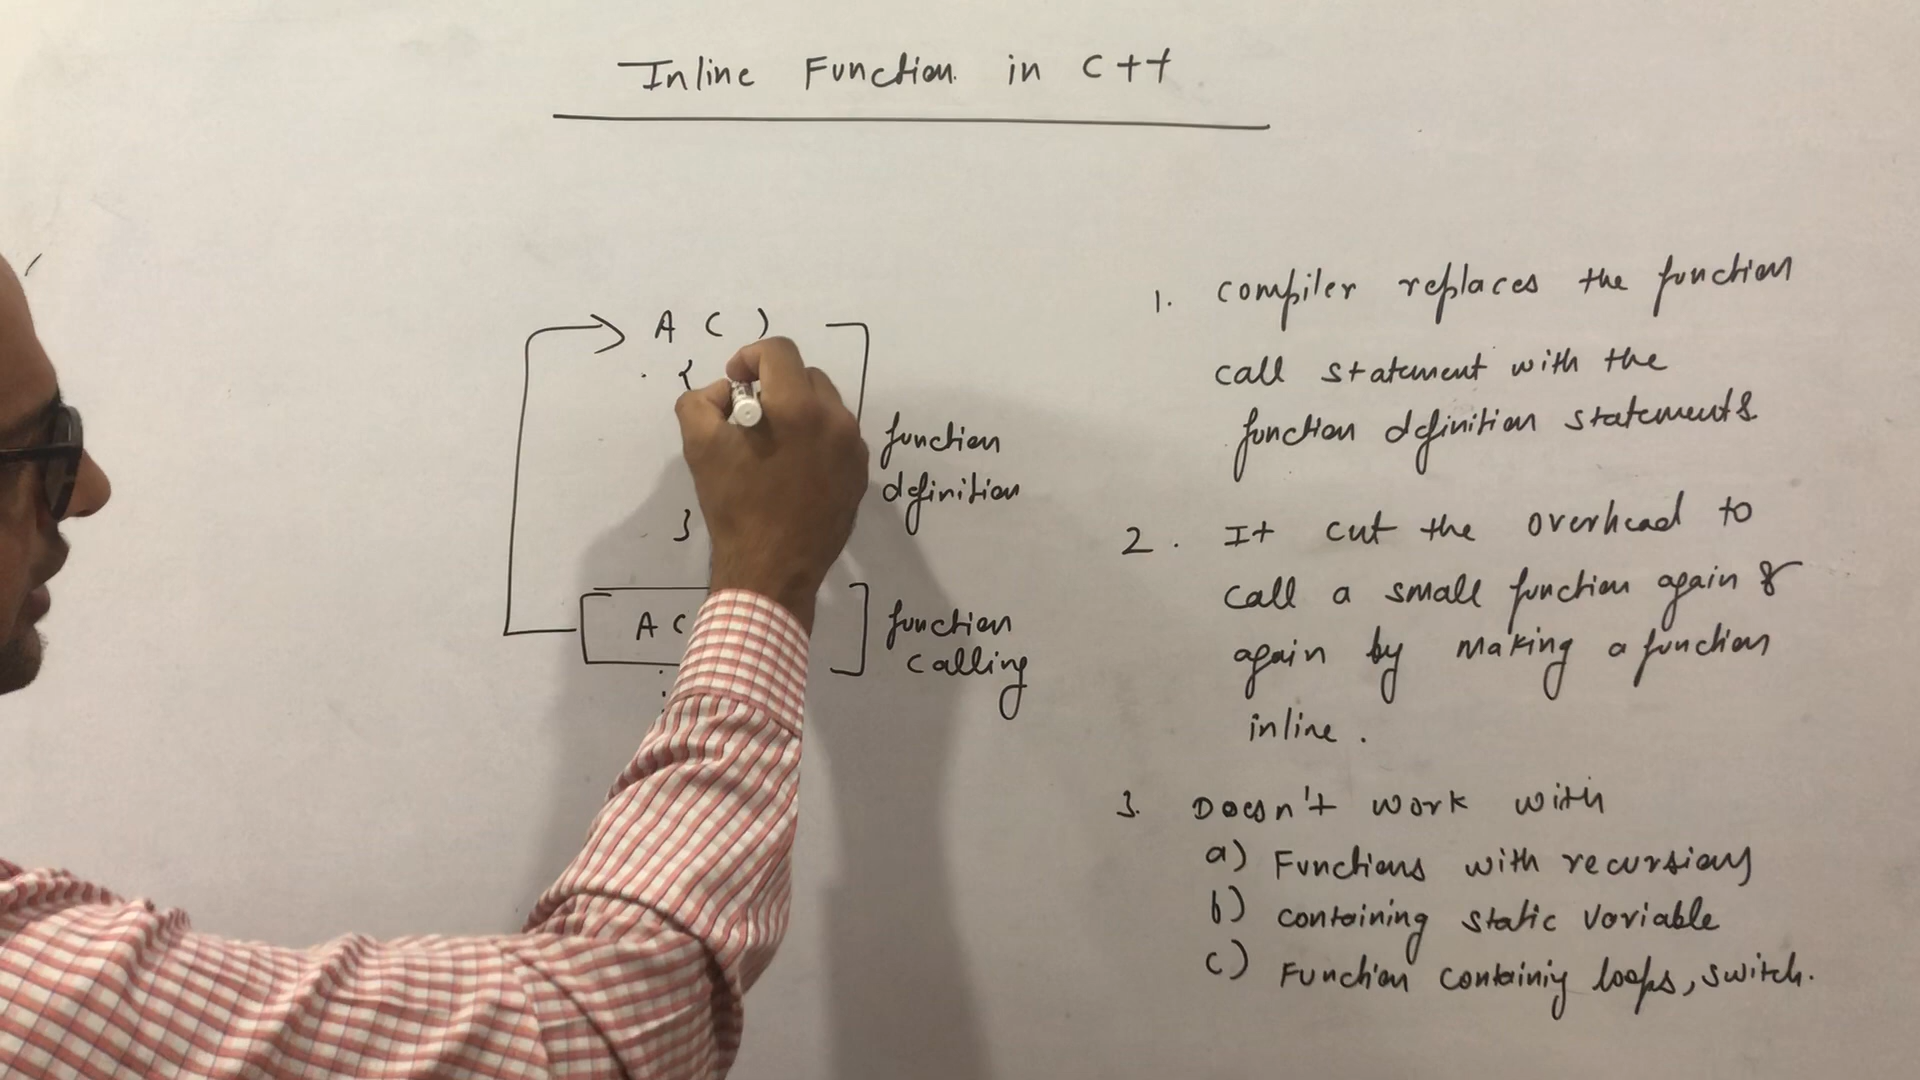 Inline Function in C++
A ( )
{
}
function
definition
A (
function
calling
1. compiler replaces the function
call statement with the
function definition statements
2. It cut the overhead to
call a small function again &
again by making a function
inline.
3. Doesn't work with
a) Functions with recursions
b) containing static variable
c) Function containing loops, switch.